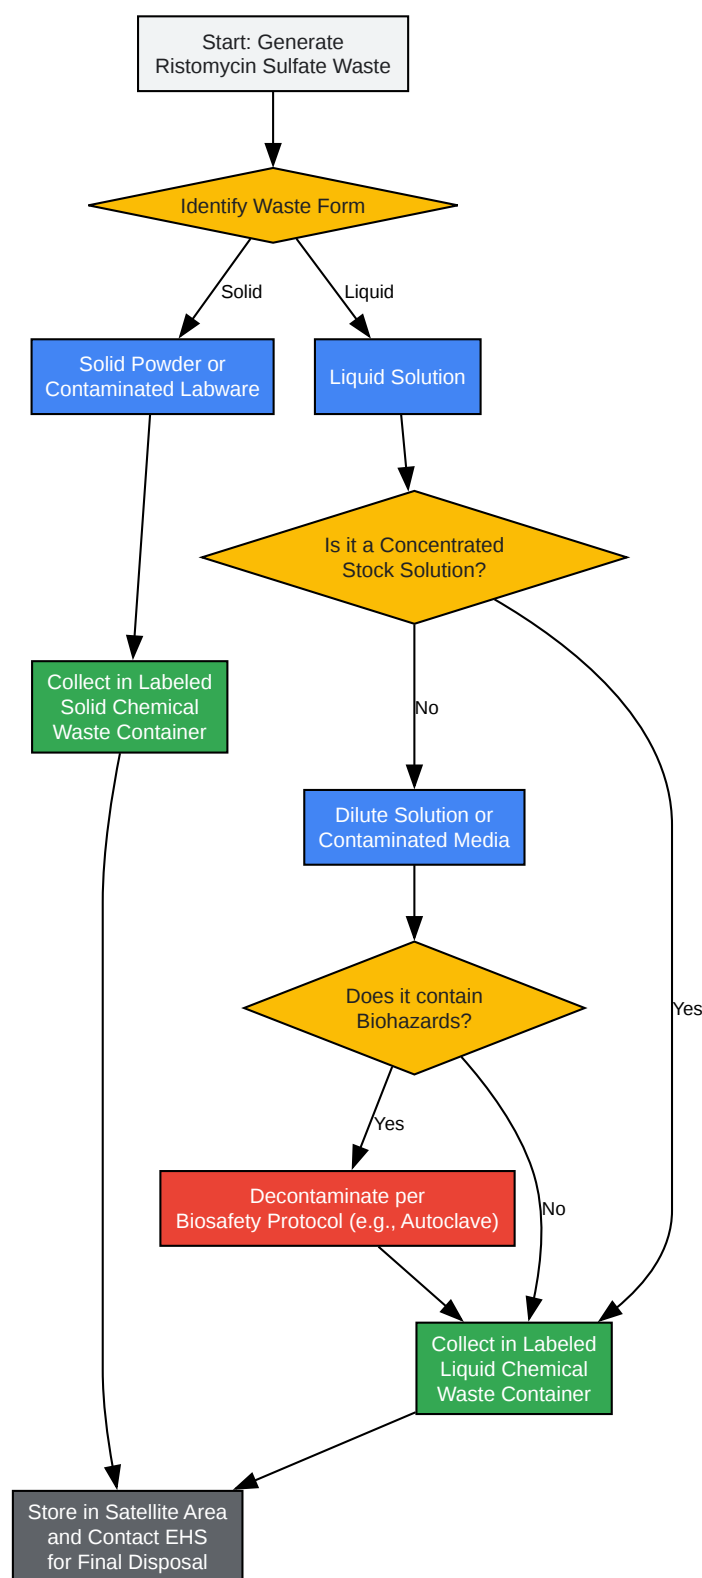 Start: Generate
Ristomycin Sulfate Waste
Identify Waste Form
Solid
Liquid
Solid Powder or
Contaminated Labware
Liquid Solution
Is it a Concentrated
Stock Solution?
Collect in Labeled
Solid Chemical
Waste Container
No
Dilute Solution or
Contaminated Media
Does it contain
Biohazards?
Yes
Yes
Decontaminate per
Biosafety Protocol (e.g., Autoclave)
No
Collect in Labeled
Liquid Chemical
Waste Container
Store in Satellite Area
and Contact EHS
for Final Disposal